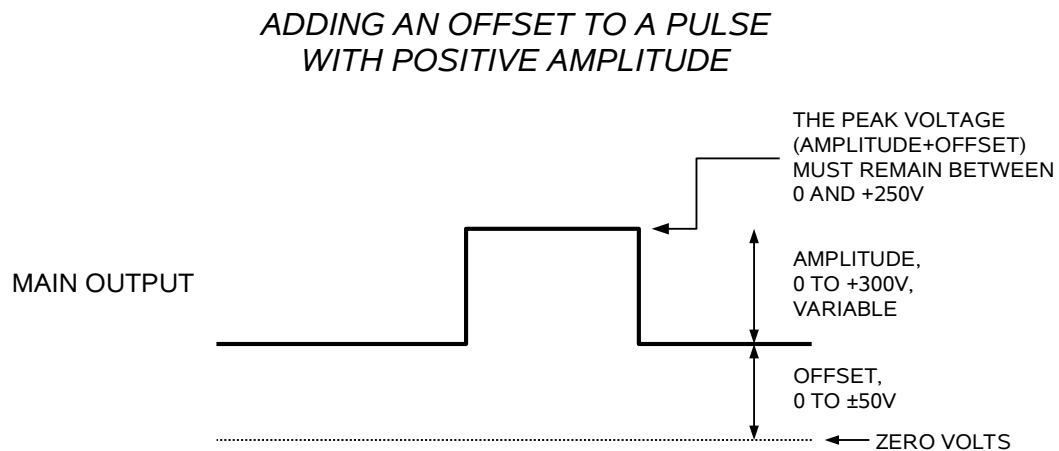 ADDING AN OFFSET TO A PULSE
WITH POSITIVE AMPLITUDE
THE PEAK VOLTAGE
(AMPLITUDE+OFFSET)
MUST REMAIN BETWEEN
0 AND +250V
MAIN OUTPUT
AMPLITUDE,
0 TO +300V,
VARIABLE
OFFSET,
0 TO ±50V
ZERO VOLTS